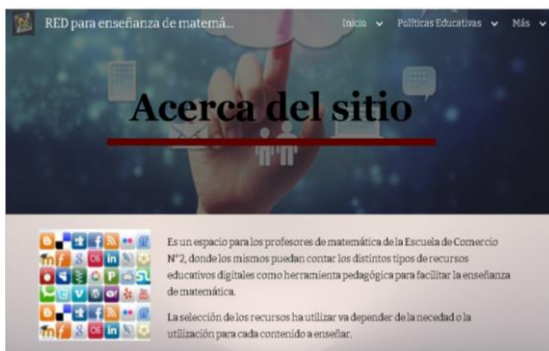 RED para enseñanza de matemá...
Inicio
Políticas Educativas
Más
Acerca del sitio
Es un espacio para los profesores de matemática de la Escuela de Comercio
N°2, donde los mismos puedan contar los distintos tipos de recursos
educativos digitales como herramienta pedagógica para facilitar la enseñanza
de matemática.
La selección de los recursos ha utilizar va depender de la necedad o la
utilización para cada contenido a enseñar.